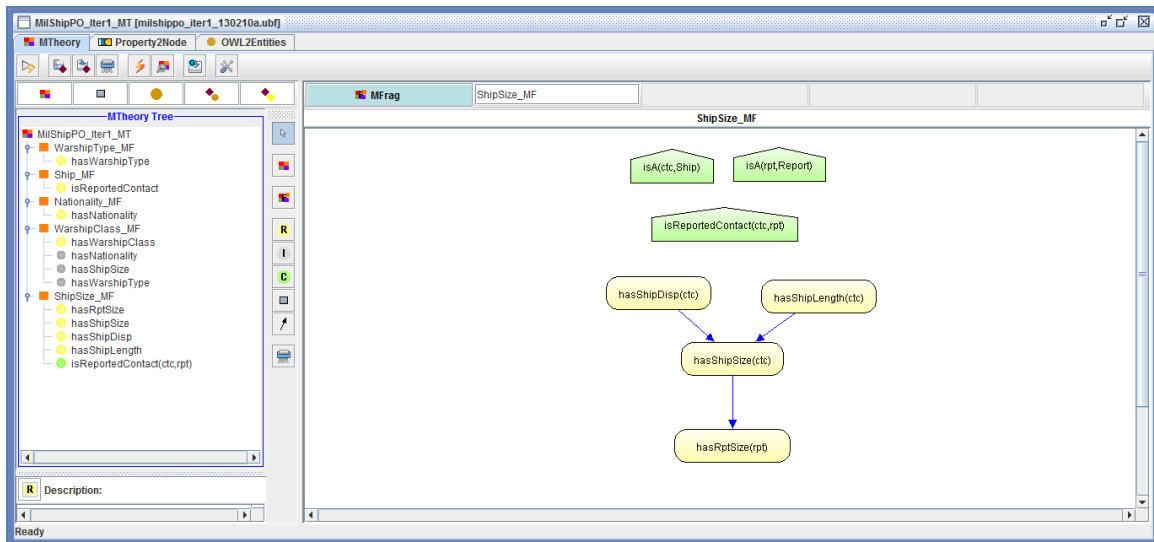 MilShipPO_Iter1_MT [milshippo_iter1_130210a.ubf]
MTheory Property2Node OWL2Entities
MFrag ShipSize_MF
MTheory Tree
MilShipPO_Iter1_MT
WarshipType_MF
hasWarshipType
Ship_MF
isReportedContact
Nationality_MF
hasNationality
WarshipClass_MF
hasWarshipClass
hasNationality
hasShipSize
hasWarshipType
ShipSize_MF
hasRptSize
hasShipSize
hasShipDisp
hasShipLength
isReportedContact(ctc,rpt)
R
I
C
R Description:
Ready
ShipSize_MF
isA(ctc,Ship) isA(rpt,Report)
isReportedContact(ctc,rpt)
hasShipDisp(ctc) hasShipLength(ctc)
hasShipSize(ctc)
hasRptSize(rpt)